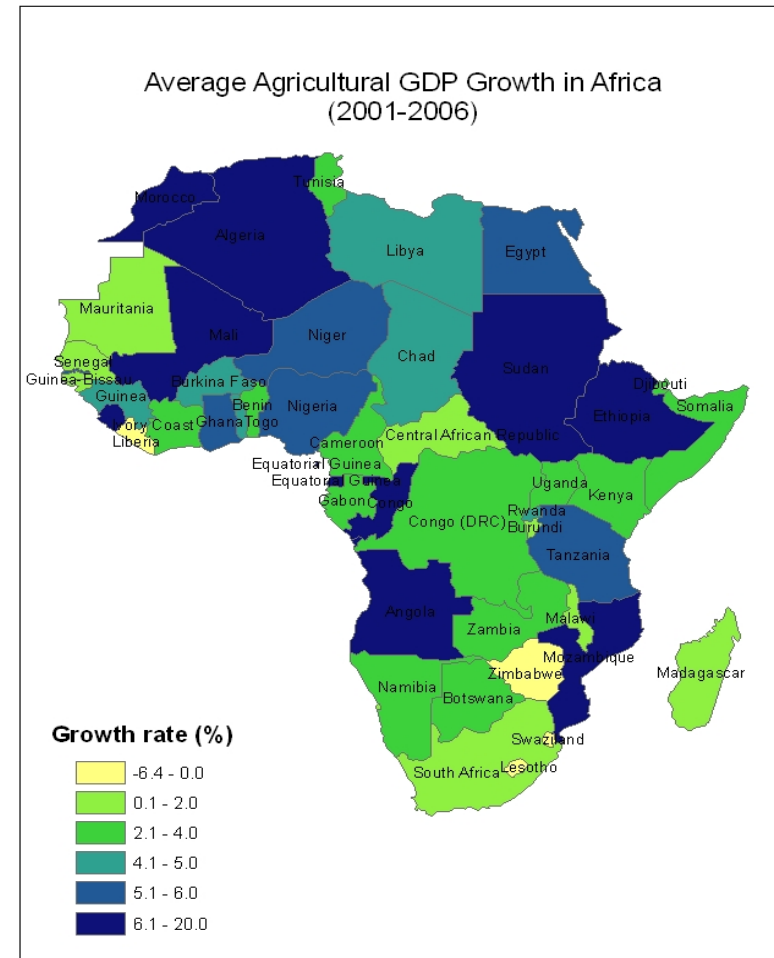 Average Agricultural GDP Growth in Africa
(2001-2006)
Tunisia
Morocco
Algeria
Libya
Egypt
Mauritania
Mali
Niger
Chad
Sudan
Senegal
Guinea-Bissau
Burkina Faso
Guinea
Djibouti
Benin
Nigeria
Somalia
Ethiopia
Ivory Coast
Ghana
Togo
Liberia
Cameroon
Central African Republic
Equatorial Guinea
Equatorial Guinea
Gabon
Congo
Uganda
Kenya
Congo (DRC)
Rwanda
Burundi
Tanzania
Angola
Malawi
Zambia
Mozambique
Zimbabwe
Madagascar
Namibia
Botswana
Swaziland
South Africa
Lesotho
Growth rate (%)
-6.4 - 0.0
0.1 - 2.0
2.1 - 4.0
4.1 - 5.0
5.1 - 6.0
6.1 - 20.0